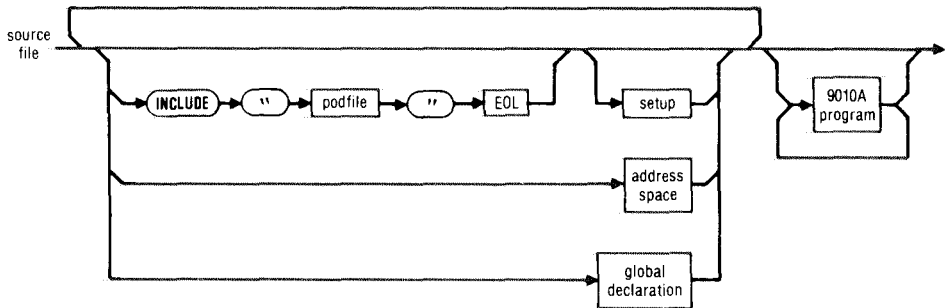 source
file
INCLUDE " podfile " EOL setup 9010A
program
address
space
global
declaration